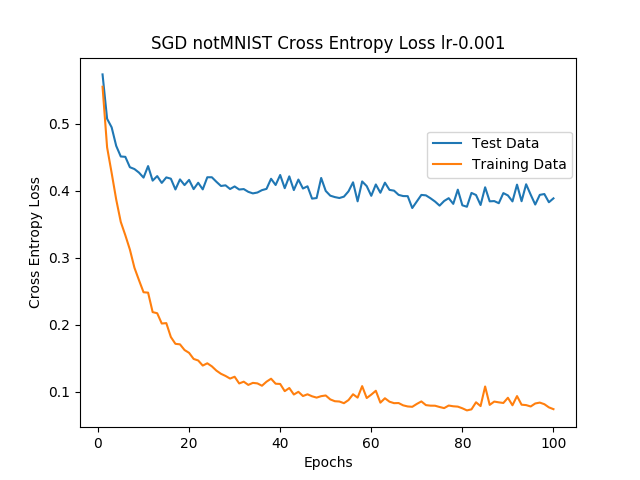 SGD notMNIST Cross Entropy Loss lr-0.001
Cross Entropy Loss
0.5
0.4
0.3
0.2
0.1
Test Data
Training Data
0
20
40
60
80
100
Epochs